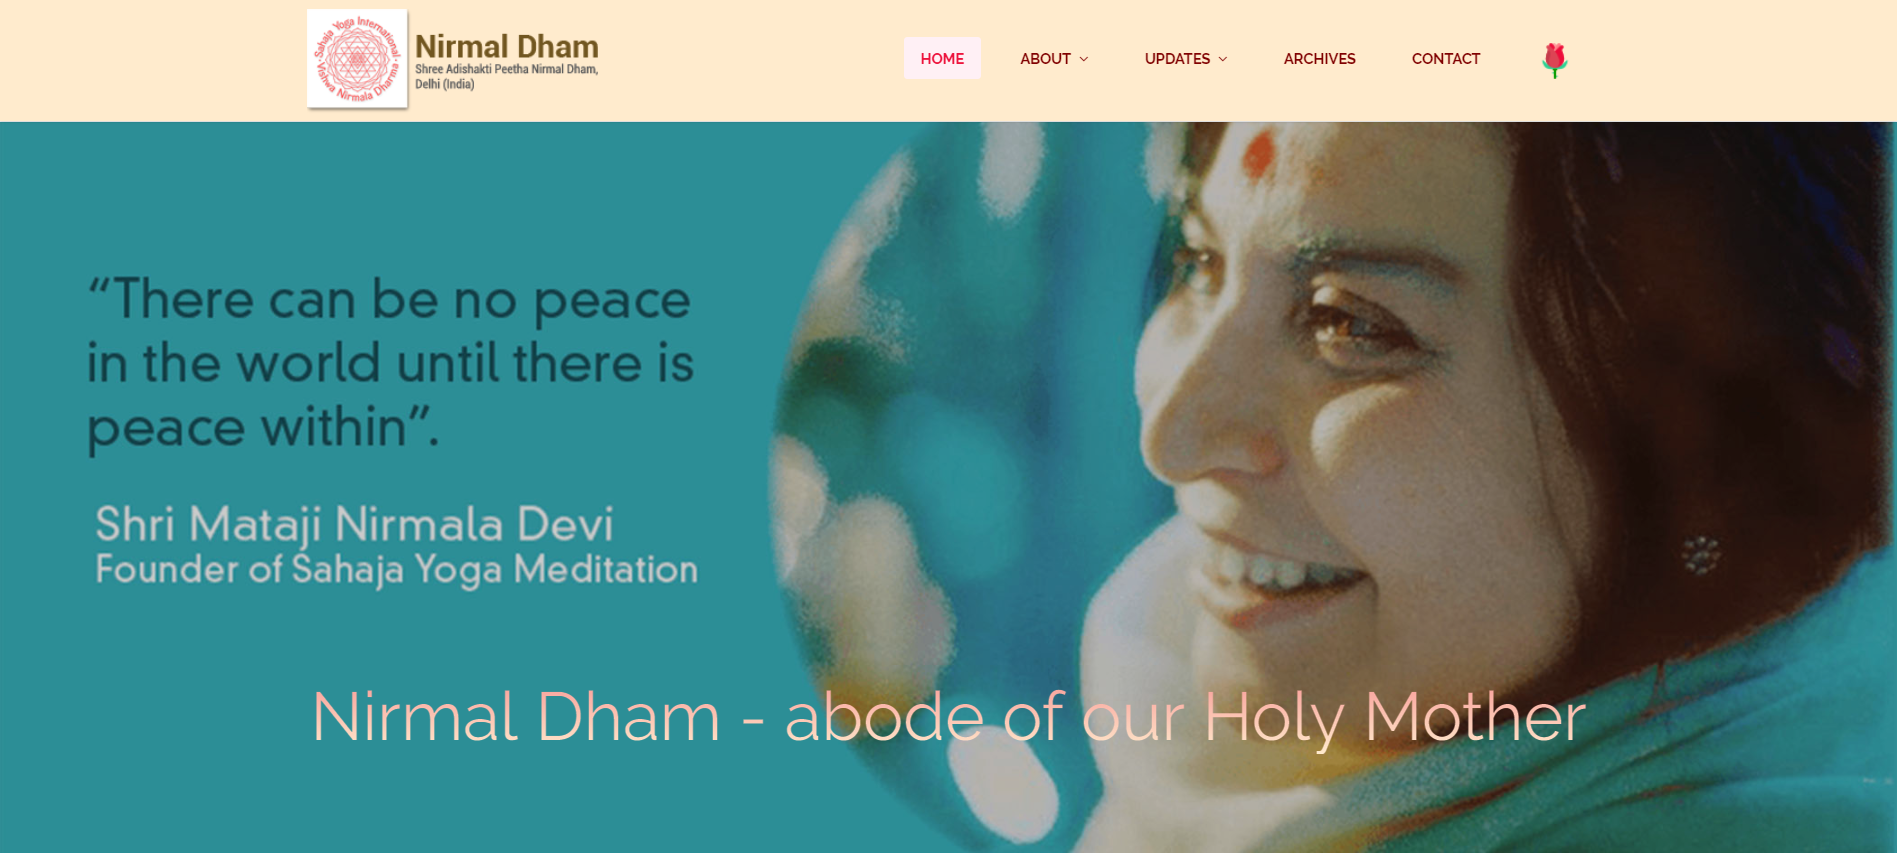 Sahaja Yoga International
Vishwa Nirmala Dharma
Nirmal Dham
Shree Adishakti Peetha Nirmal Dham,
Delhi (India)
HOME
ABOUT
UPDATES
ARCHIVES
CONTACT
“There can be no peace
in the world until there is
peace within”.
Shri Mataji Nirmala Devi
Founder of Sahaja Yoga Meditation
Nirmal Dham - abode of our Holy Mother